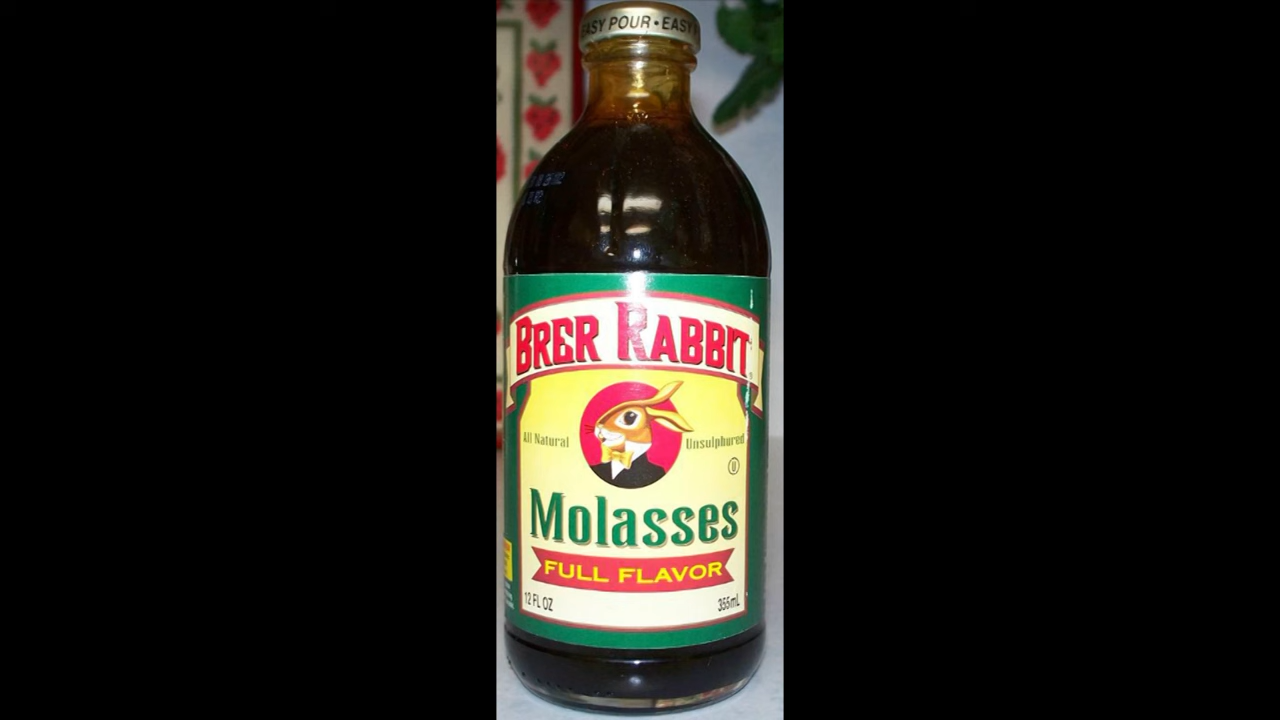 EASY POUR • EASY
BRER RABBIT
All Natural
Unsulphured
U
Molasses
FULL FLAVOR
12 FL OZ
355mL